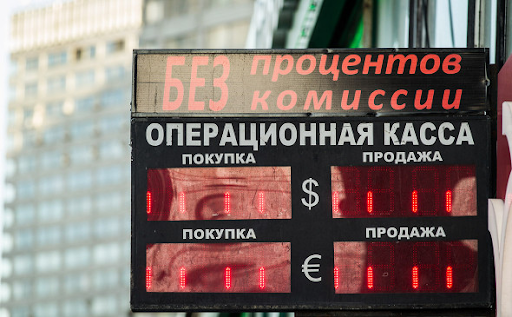 БЕЗ процентов
комиссии
ОПЕРАЦИОННАЯ КАССА
ПОКУПКА ПРОДАЖА
$
ПОКУПКА ПРОДАЖА
€